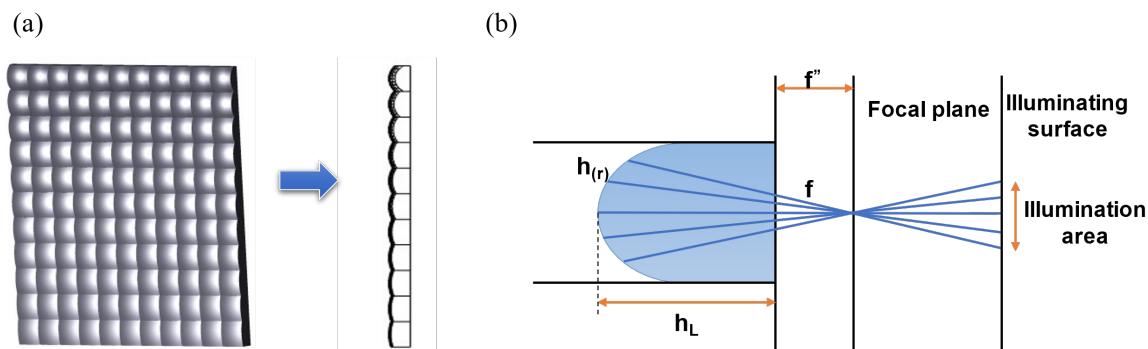 (a)
(b)
f”
Focal plane
Illuminating
surface
h(r)
f
Illumination
area
hL